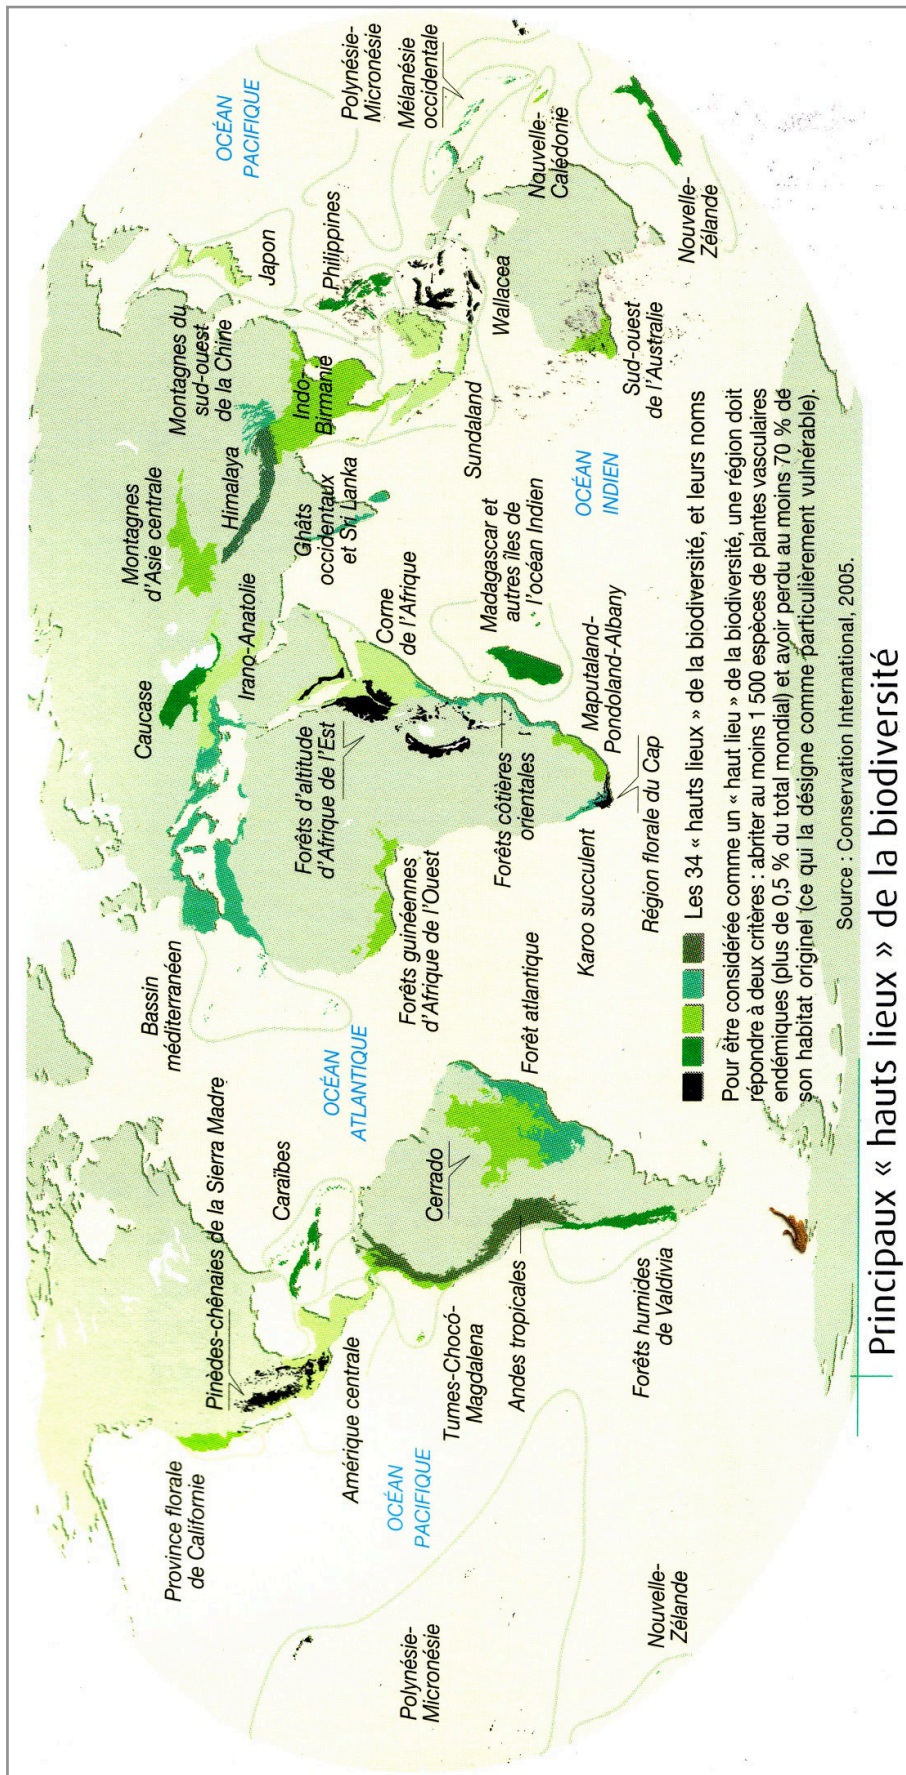 Province florale
de Californie
Pinèdes-chênaies de la Sierra Madre
Caraïbes
Amérique centrale
OCÉAN
PACIFIQUE
Polynésie-
Micronésie
Nouvelle-
Zélande
Tumes-Chocó-
Magdalena
Andes tropicales
Forêts humides
de Valdivia
Cerrado
Forêt atlantique
OCÉAN
ATLANTIQUE
Bassin
méditerranéen
Forêts guinéennes
d'Afrique de l'Ouest
Caucase
Irano-Anatolie
Forêts d'altitude
d'Afrique de l'Est
Corne
de l'Afrique
Forêts côtières
orientales
Karoo succulent
Région florale du Cap
Maputaland-
Pondoland-Albany
Madagascar et
autres îles de
l'océan Indien
Montagnes
d'Asie centrale
Himalaya
Ghâts
occidentaux
et Sri Lanka
Montagnes du
sud-ouest
de la Chine
Indo-
Birmanie
Sundaland
OCÉAN
INDIEN
Japon
Philippines
Wallacea
Sud-ouest
de l'Australie
OCÉAN
PACIFIQUE
Polynésie-
Micronésie
Mélanésie
occidentale
Nouvelle-
Calédonie
Nouvelle-
Zélande
Les 34 « hauts lieux » de la biodiversité, et leurs noms
Pour être considérée comme un « haut lieu » de la biodiversité, une région doit
répondre à deux critères : abriter au moins 1 500 espèces de plantes vasculaires
endémiques (plus de 0,5 % du total mondial) et avoir perdu au moins 70 % de
son habitat originel (ce qui la désigne comme particulièrement vulnérable).
Source : Conservation International, 2005.
Principaux « hauts lieux » de la biodiversité